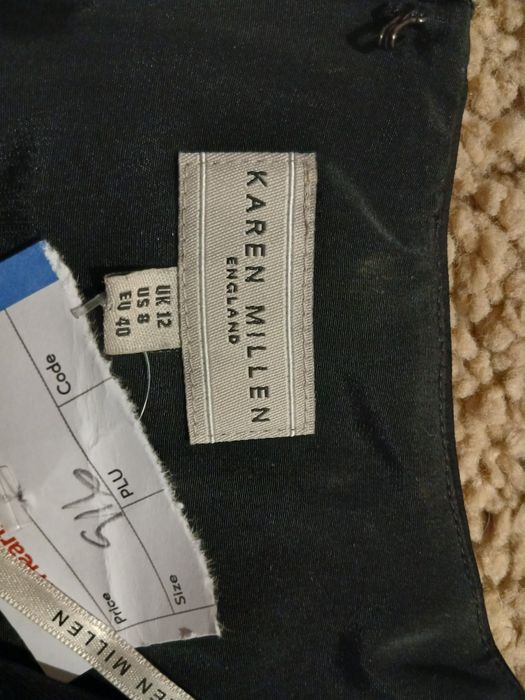 KAREN MILLEN
ENGLAND
UK 12
US 8
EU 40
Code
PLU
Size
Price
EN MILLEN